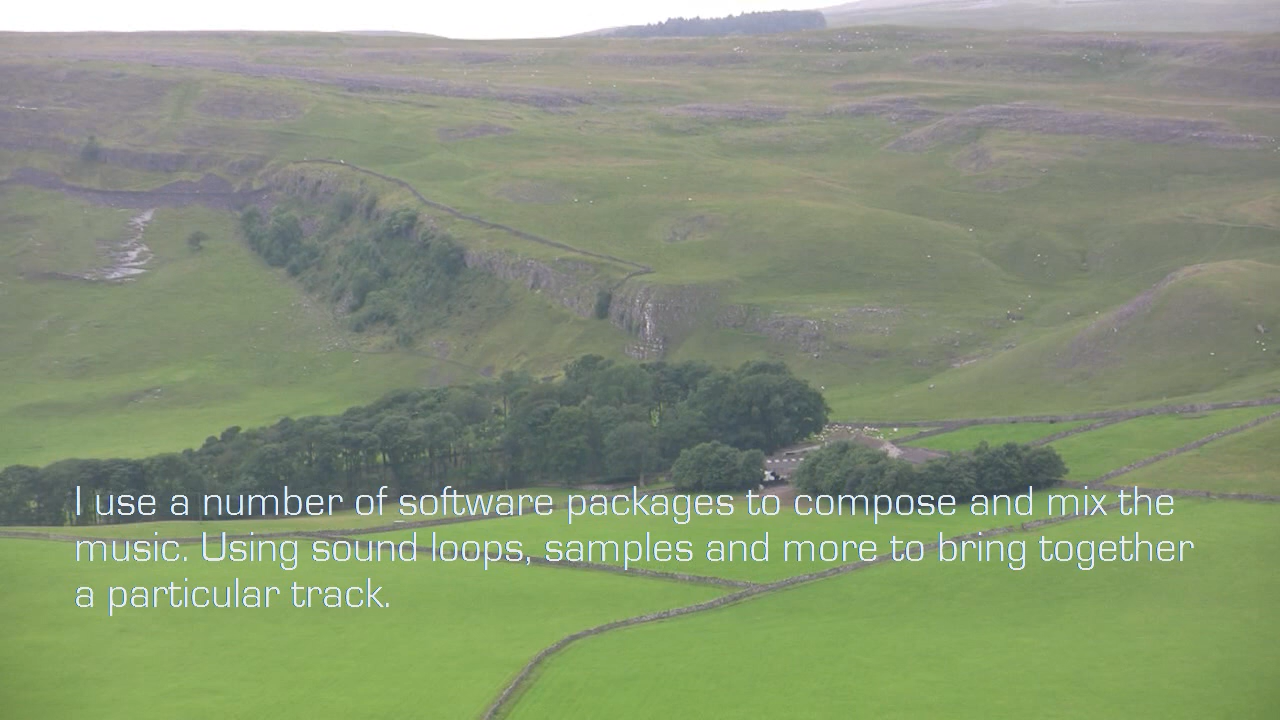 I use a number of software packages to compose and mix the
music. Using sound loops, samples and more to bring together
a particular track.